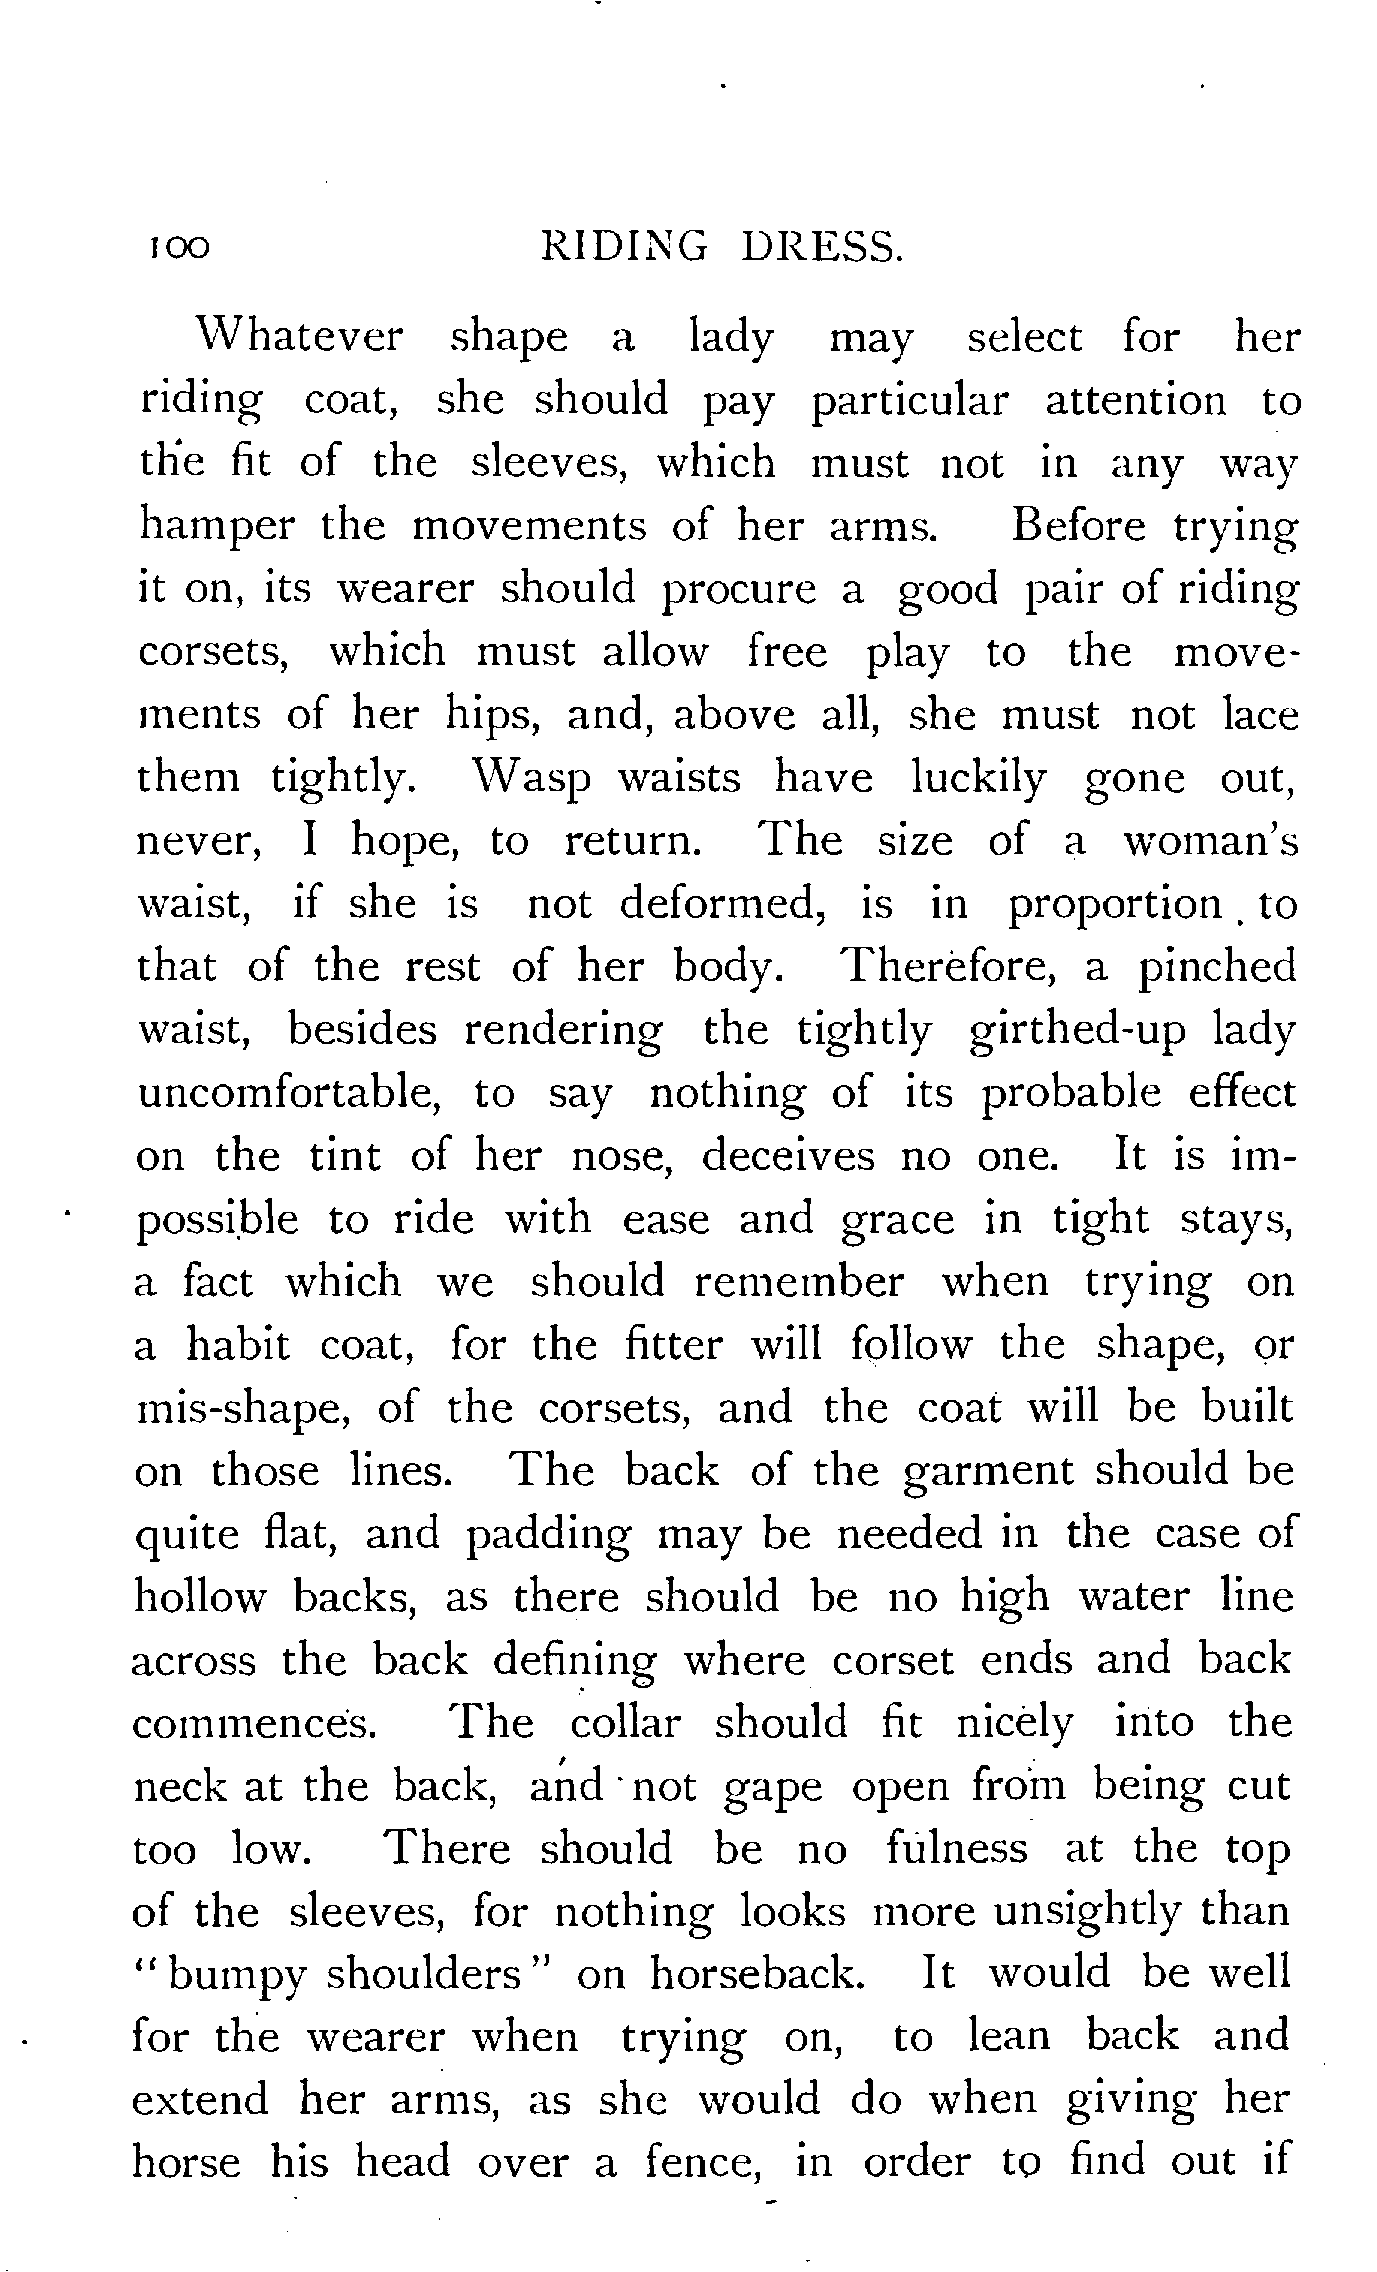 100 RIDING DRESS.
Whatever shape a lady may select for her
riding coat, she should pay particular attention to
the fit of the sleeves, which must not in any way
hamper the movements of her arms. Before trying
it on, its wearer should procure a good pair of riding
corsets, which must allow free play to the move-
ments of her hips, and, above all, she must not lace
them tightly. Wasp waists have luckily gone out,
never, I hope, to return. The size of a woman's
waist, if she is not deformed, is in proportion to
that of the rest of her body. Therefore, a pinched
waist, besides rendering the tightly girthed-up lady
uncomfortable, to say nothing of its probable effect
on the tint of her nose, deceives no one. It is im-
possible to ride with ease and grace in tight stays,
a fact which we should remember when trying on
a habit coat, for the fitter will follow the shape, or
mis-shape, of the corsets, and the coat will be built
on those lines. The back of the garment should be
quite flat, and padding may be needed in the case of
hollow backs, as there should be no high water line
across the back defining where corset ends and back
commences. The collar should fit nicely into the
neck at the back, and not gape open from being cut
too low. There should be no fulness at the top
of the sleeves, for nothing looks more unsightly than
"bumpy shoulders" on horseback. It would be well
for the wearer when trying on, to lean back and
extend her arms, as she would do when giving her
horse his head over a fence, in order to find out if